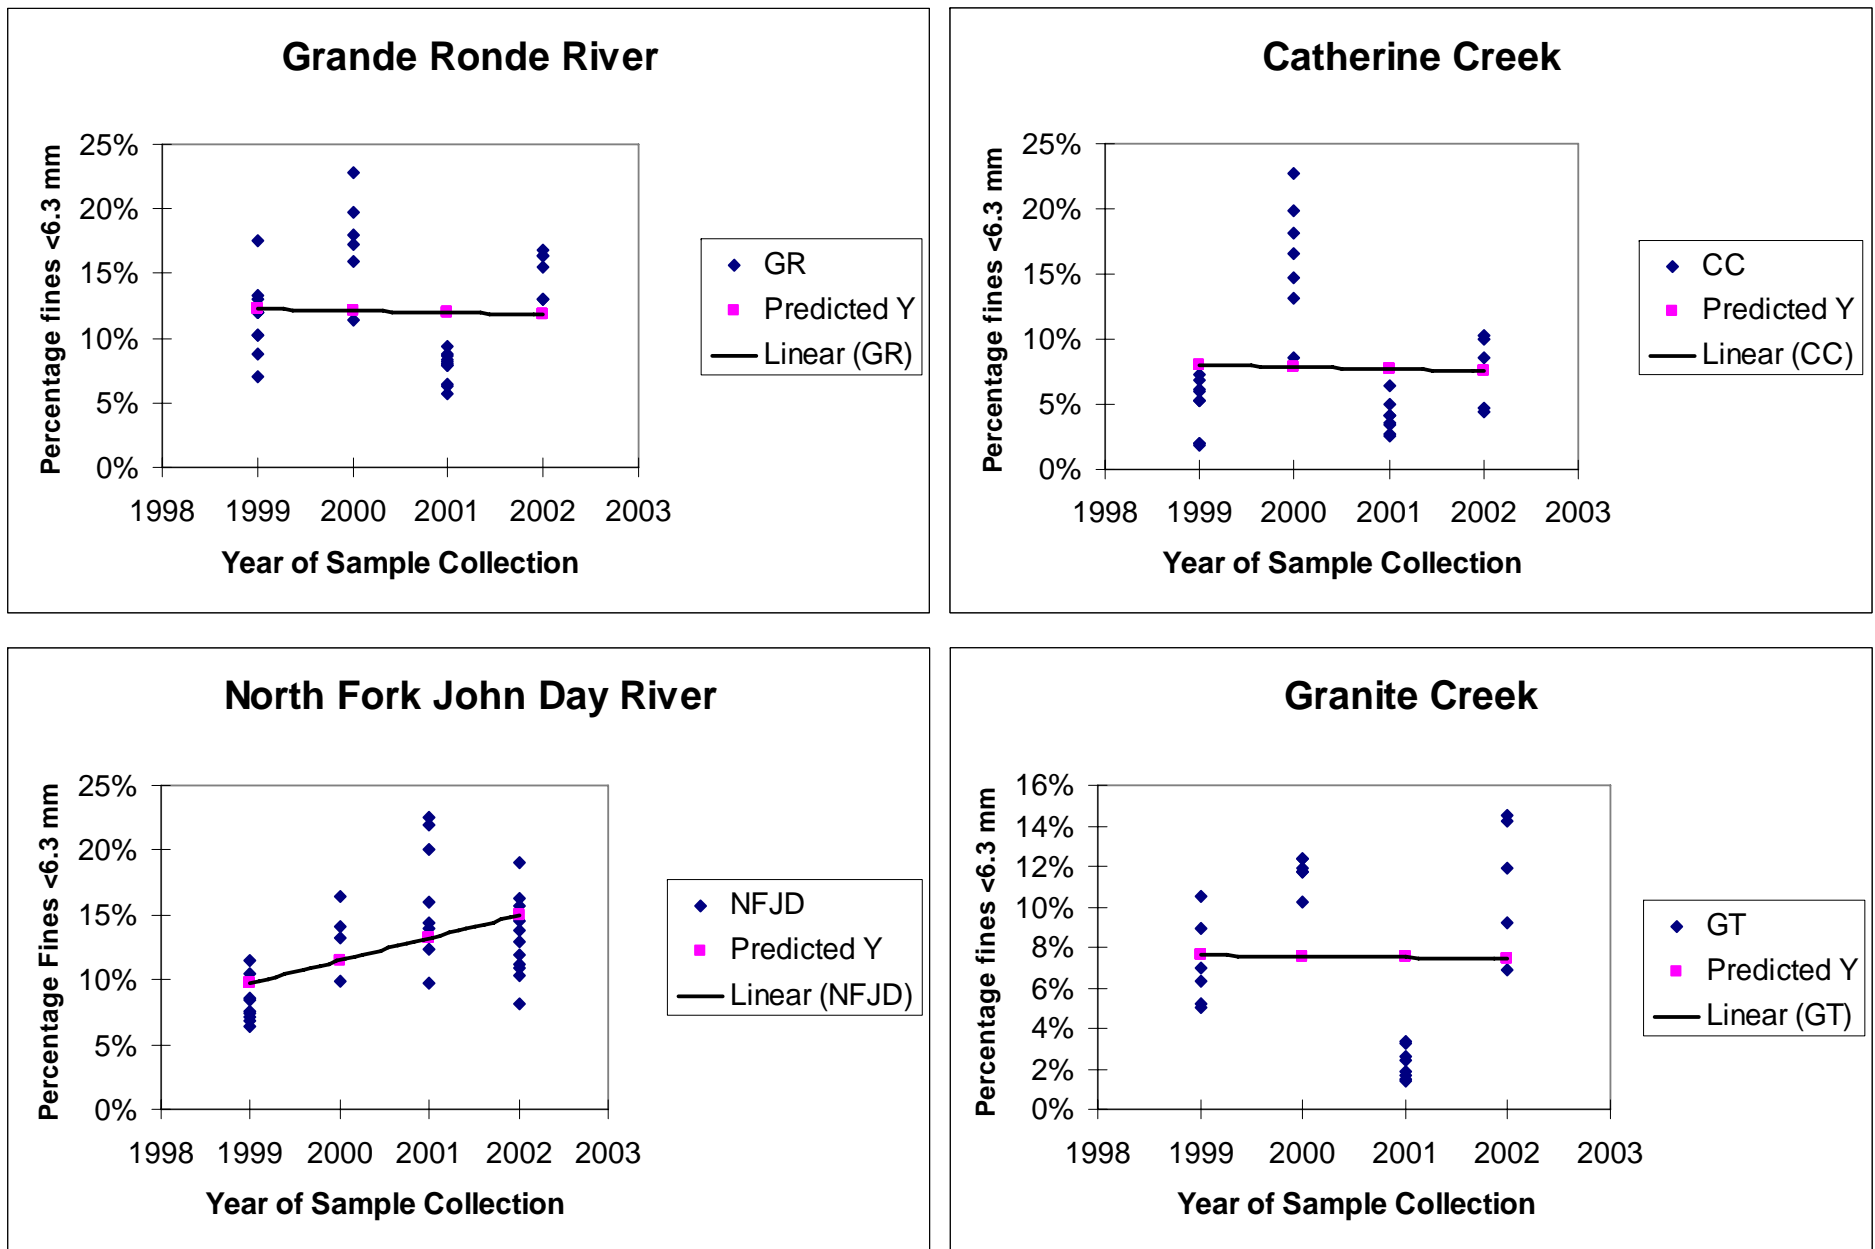 Grande Ronde River
Percentage fines <6.3 mm
25%
20%
15%
10%
5%
0%
1998 1999 2000 2001 2002 2003
Year of Sample Collection
GR
Predicted Y
Linear (GR)
Catherine Creek
Percentage fines <6.3 mm
25%
20%
15%
10%
5%
0%
1998 1999 2000 2001 2002 2003
Year of Sample Collection
CC
Predicted Y
Linear (CC)
North Fork John Day River
Percentage Fines <6.3 mm
25%
20%
15%
10%
5%
0%
1998 1999 2000 2001 2002 2003
Year of Sample Collection
NFJD
Predicted Y
Linear (NFJD)
Granite Creek
Percentage fines <6.3 mm
16%
14%
12%
10%
8%
6%
4%
2%
0%
1998 1999 2000 2001 2002 2003
Year of Sample Collection
GT
Predicted Y
Linear (GT)